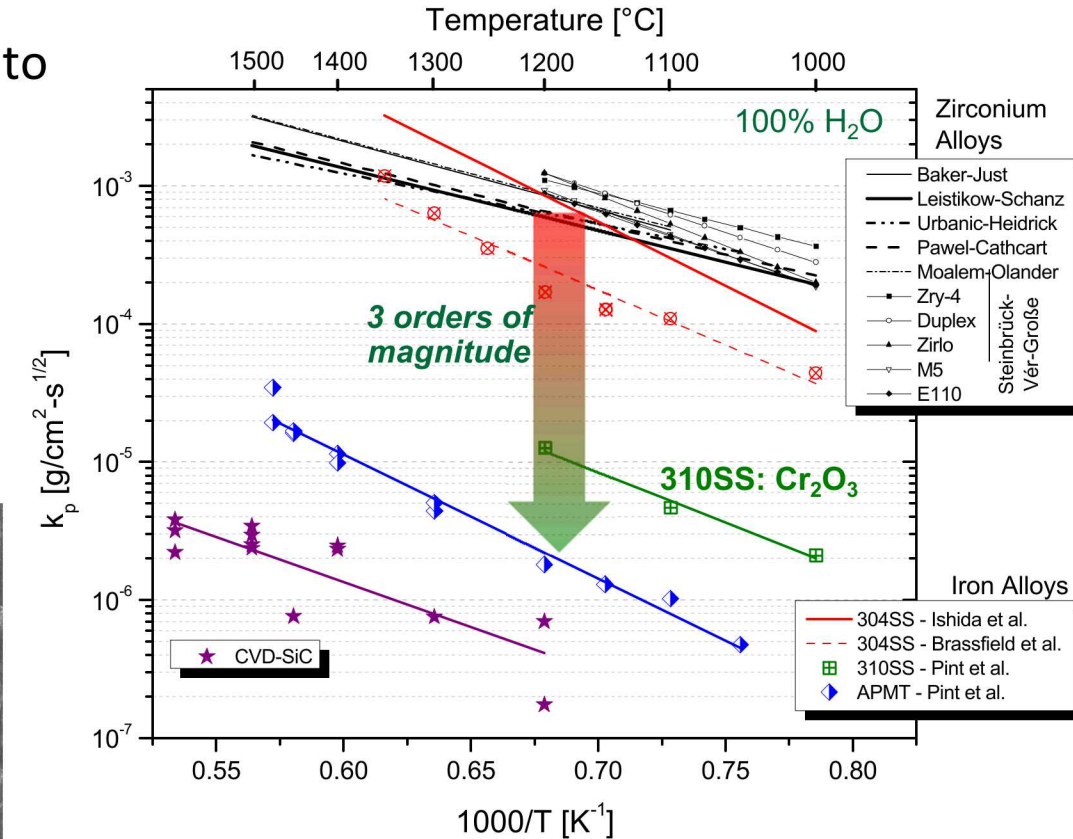 to
Temperature [°C]
1500 1400 1300 1200 1100 1000
100% H₂O
Zirconium
Alloys
Baker-Just
Leistikow-Schanz
Urbanic-Heidrick
Pawel-Cathcart
Moalem-Olander
Zry-4
Duplex
Zirlo
M5
E110
Steinbrück-
Vér-Große
10⁻³
10⁻⁴
10⁻⁵
10⁻⁶
10⁻⁷
kₚ [g/cm²-s¹/²]
3 orders of
magnitude
310SS: Cr₂O₃
CVD-SiC
Iron Alloys
304SS - Ishida et al.
304SS - Brassfield et al.
310SS - Pint et al.
APMT - Pint et al.
0.55 0.60 0.65 0.70 0.75 0.80
1000/T [K⁻¹]